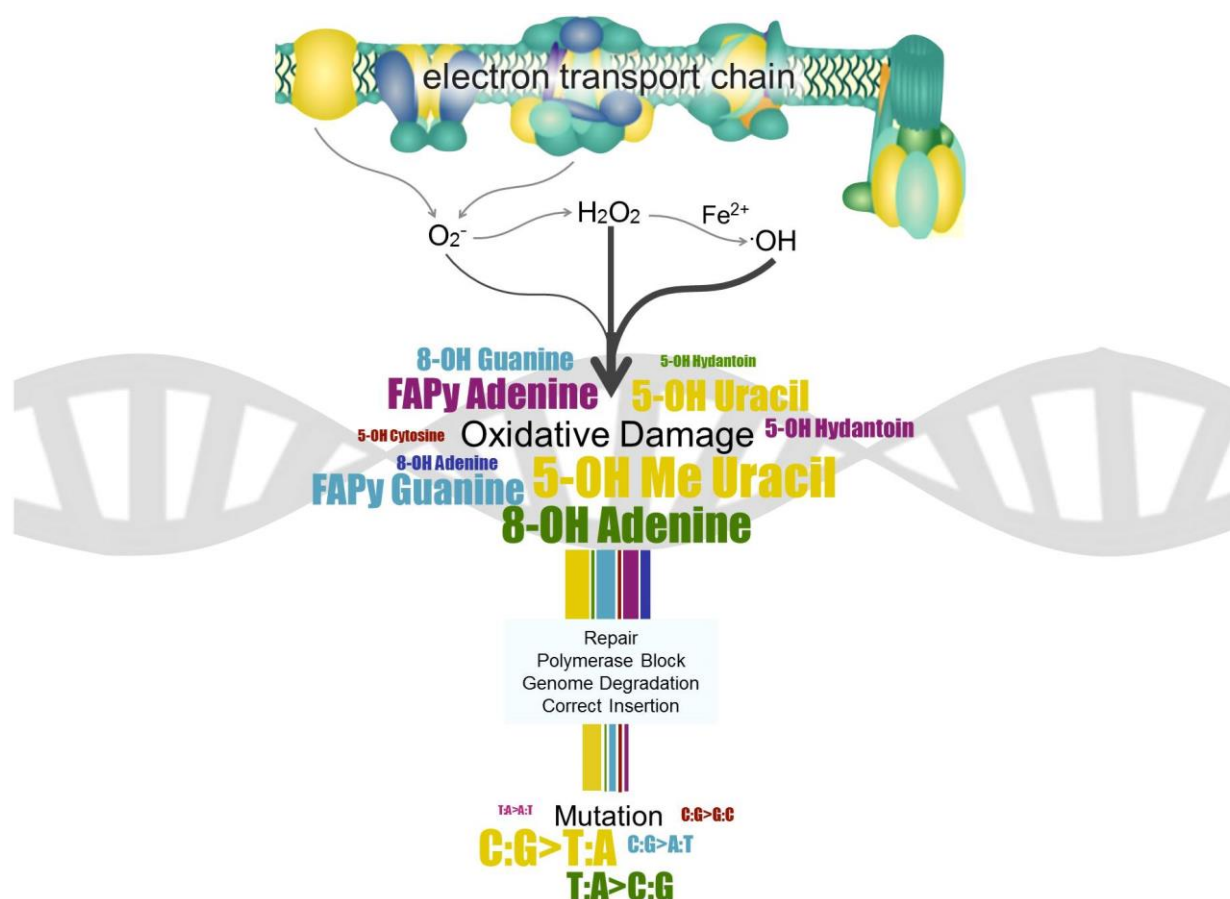 electron transport chain
H₂O₂
Fe²⁺
O₂⁻
·OH
8-OH Guanine
5-OH Hydantoin
FAPy Adenine
5-OH Uracil
5-OH Cytosine
Oxidative Damage
5-OH Hydantoin
8-OH Adenine
FAPy Guanine
5-OH Me Uracil
8-OH Adenine
Repair
Polymerase Block
Genome Degradation
Correct Insertion
T:A>A:T
Mutation
C:G>G:C
C:G>T:A
C:G>A:T
T:A>C:G